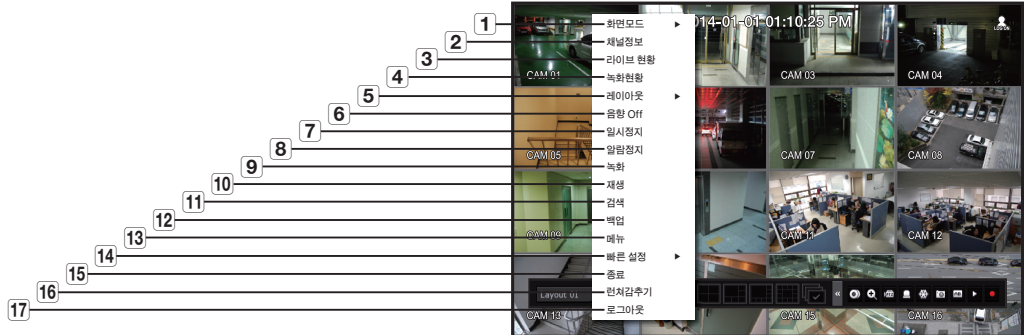 1 화면모드 ▶
2 채널정보
3 라이브 현황
4 녹화현황
5 레이아웃 ▶
6 음향 Off
7 일시정지
8 알람정지
9 녹화
10 재생
11 검색
12 백업
13 메뉴
14 빠른 설정 ▶
15 종료
16 런쳐감추기
17 로그아웃
14-01-01 01:10:25 PM
LOG ON
CAM 01
CAM 03
CAM 04
CAM 05
CAM 07
CAM 08
CAM 09
CAM 11
CAM 12
Layout 01
«
CAM 13
CAM 15
CAM 16